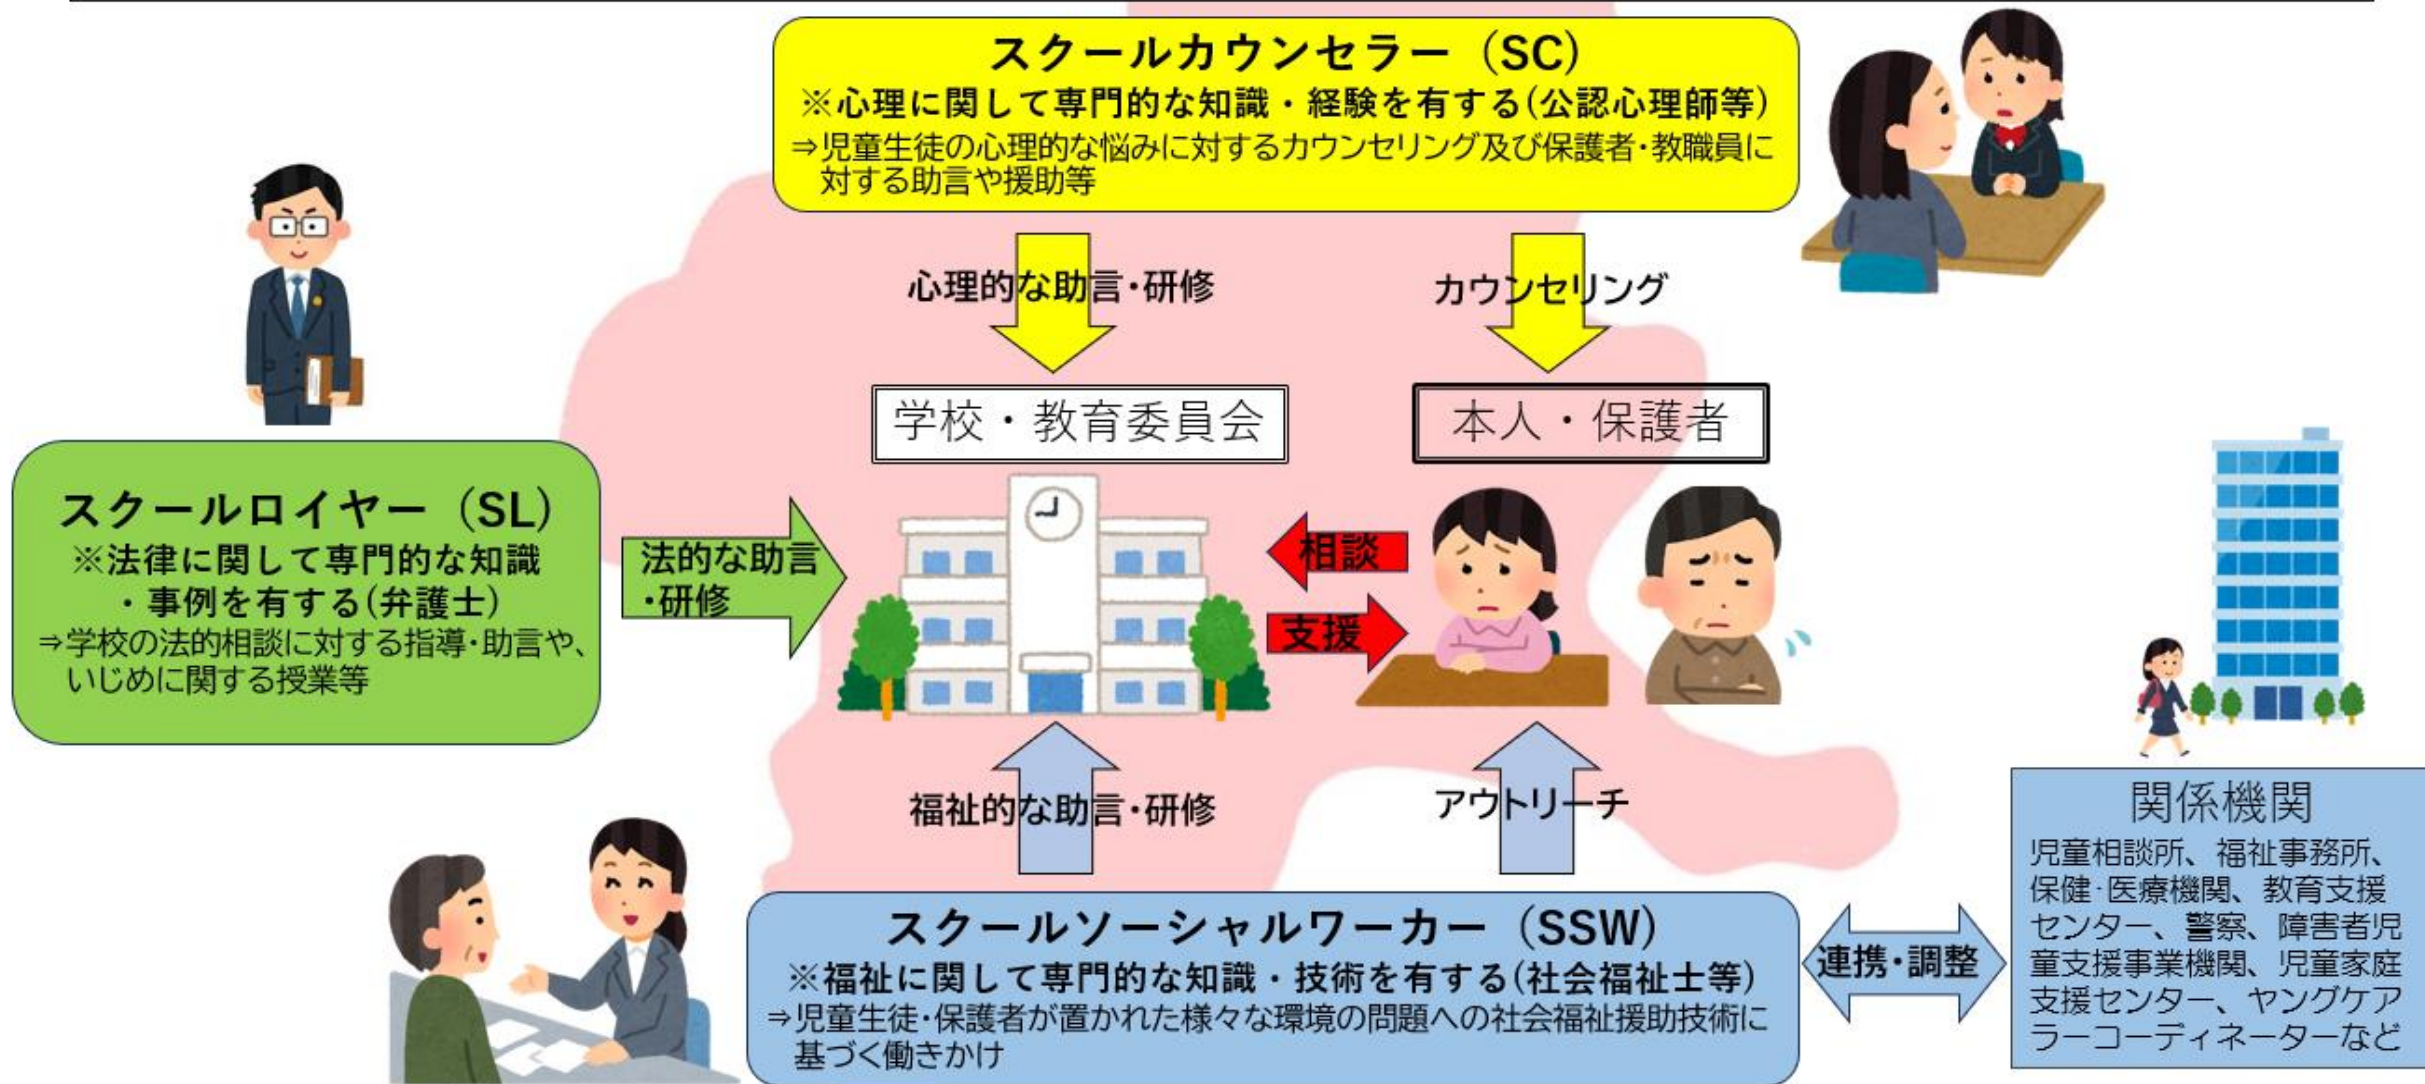 スクールカウンセラー（SC）
※心理に関して専門的な知識・経験を有する(公認心理師等)
⇒児童生徒の心理的な悩みに対するカウンセリング及び保護者・教職員に
対する助言や援助等
心理的な助言・研修
カウンセリング
学校・教育委員会
本人・保護者
スクールロイヤー（SL）
※法律に関して専門的な知識
・事例を有する(弁護士)
⇒学校の法的相談に対する指導・助言や、
いじめに関する授業等
法的な助言
・研修
相談
支援
福祉的な助言・研修
アウトリーチ
スクールソーシャルワーカー（SSW）
※福祉に関して専門的な知識・技術を有する(社会福祉士等)
⇒児童生徒・保護者が置かれた様々な環境の問題への社会福祉援助技術に
基づく働きかけ
連携・調整
関係機関
児童相談所、福祉事務所、
保健・医療機関、教育支援
センター、警察、障害者児
童支援事業機関、児童家庭
支援センター、ヤングケア
ラーコーディネーターなど